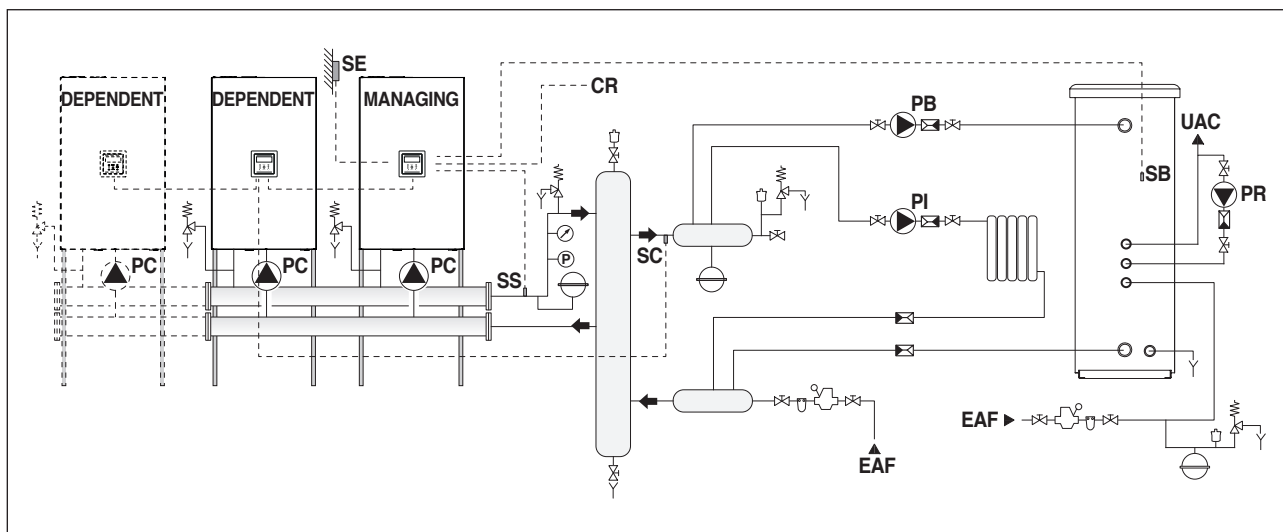 DEPENDENT
DEPENDENT
MANAGING
SE
CR
PB
UAC
SB
PR
PI
PC
PC
PC
SS
P
SC
EAF
EAF